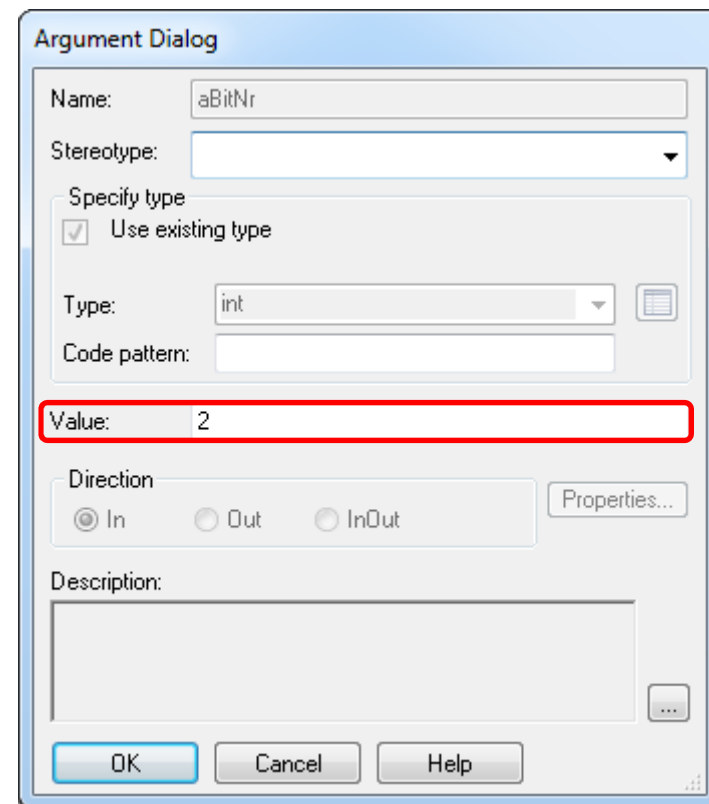 Argument Dialog
Name: aBitNr
Stereotype:
Specify type
Use existing type
Type: int
Code pattern:
Value: 2
Direction
In Out InOut Properties...
Description:
...
OK Cancel Help